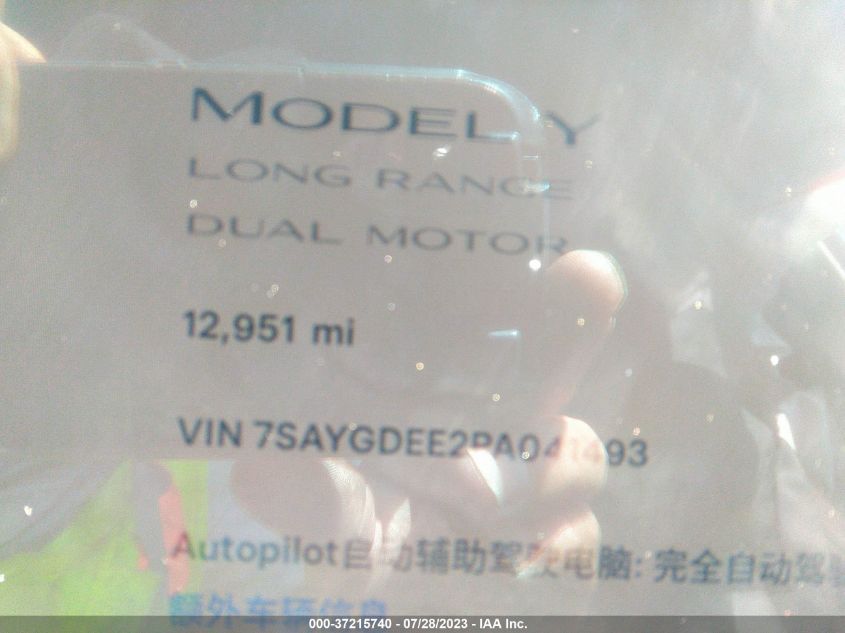 MODEL Y
LONG RANGE
DUAL MOTOR
12,951 mi
VIN 7SAYGDEE2PA041493
Autopilot自动辅助驾驶电脑: 完全自动驾驶
额外车辆信息
000-37215740 - 07/28/2023 - IAA Inc.